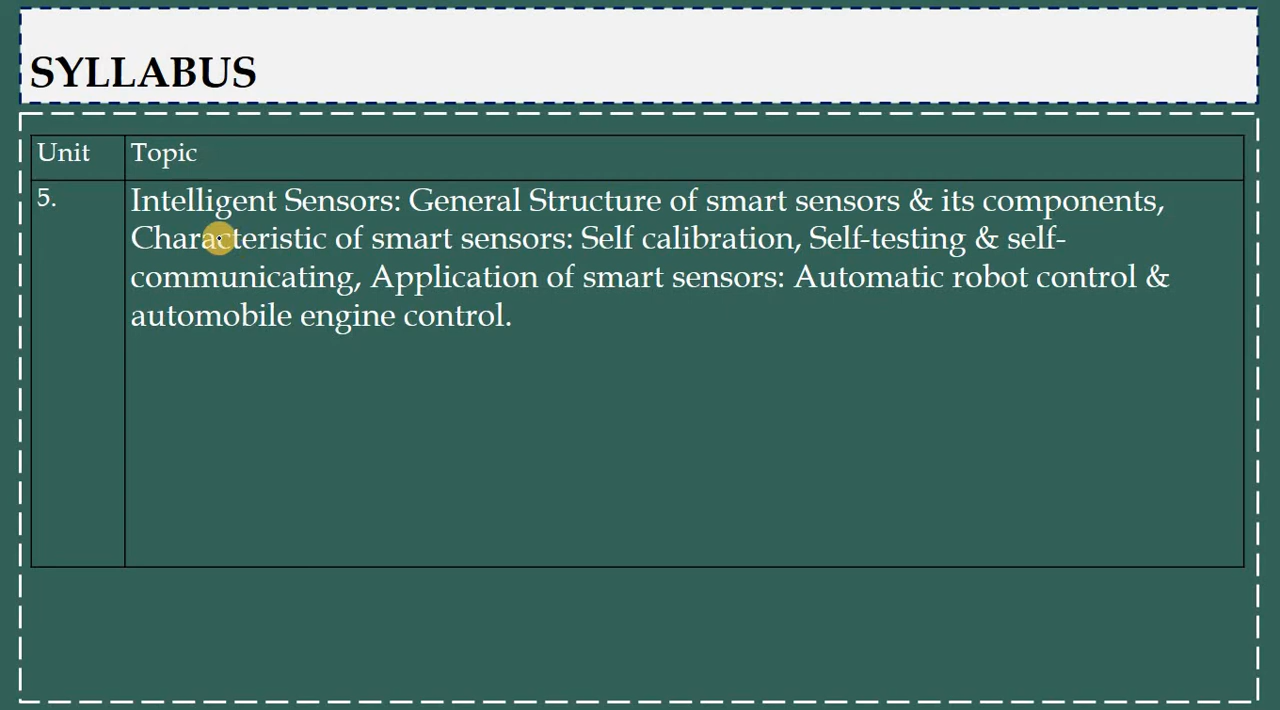 SYLLABUS
Unit
Topic
5.
Intelligent Sensors: General Structure of smart sensors & its components,
Characteristic of smart sensors: Self calibration, Self-testing & self-
communicating, Application of smart sensors: Automatic robot control &
automobile engine control.